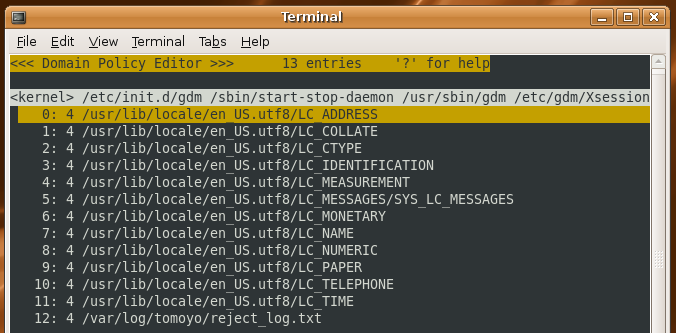 Terminal
File Edit View Terminal Tabs Help
<<< Domain Policy Editor >>>      13 entries    '?' for help
<kernel> /etc/init.d/gdm /sbin/start-stop-daemon /usr/sbin/gdm /etc/gdm/Xsession
0: 4 /usr/lib/locale/en_US.utf8/LC_ADDRESS
1: 4 /usr/lib/locale/en_US.utf8/LC_COLLATE
2: 4 /usr/lib/locale/en_US.utf8/LC_CTYPE
3: 4 /usr/lib/locale/en_US.utf8/LC_IDENTIFICATION
4: 4 /usr/lib/locale/en_US.utf8/LC_MEASUREMENT
5: 4 /usr/lib/locale/en_US.utf8/LC_MESSAGES/SYS_LC_MESSAGES
6: 4 /usr/lib/locale/en_US.utf8/LC_MONETARY
7: 4 /usr/lib/locale/en_US.utf8/LC_NAME
8: 4 /usr/lib/locale/en_US.utf8/LC_NUMERIC
9: 4 /usr/lib/locale/en_US.utf8/LC_PAPER
10: 4 /usr/lib/locale/en_US.utf8/LC_TELEPHONE
11: 4 /usr/lib/locale/en_US.utf8/LC_TIME
12: 4 /var/log/tomoyo/reject_log.txt